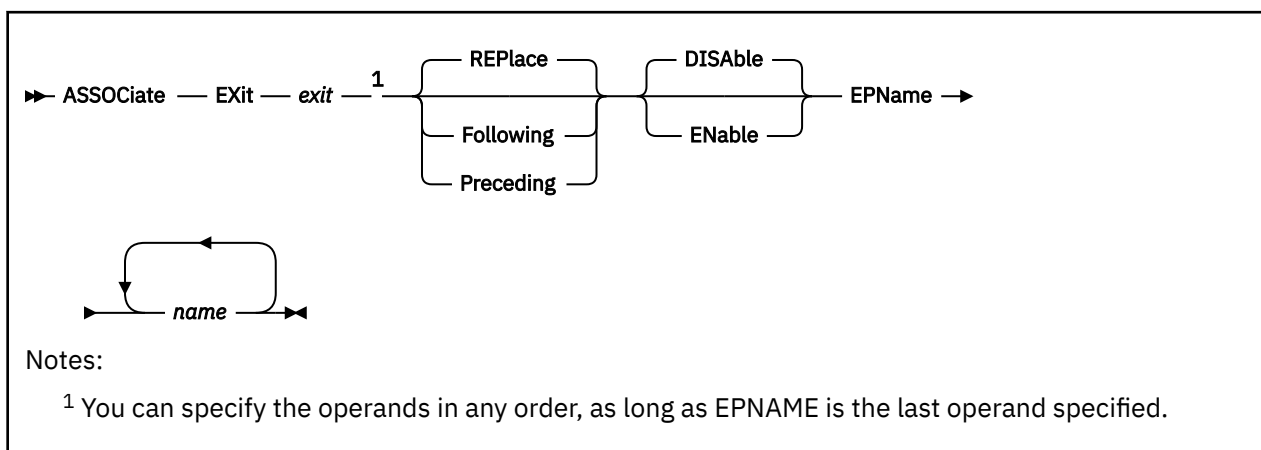 REPlace DISAble
ASSOCiate EXit exit 1 EPName
Following ENable
Preceding
name
Notes:
1 You can specify the operands in any order, as long as EPNAME is the last operand specified.